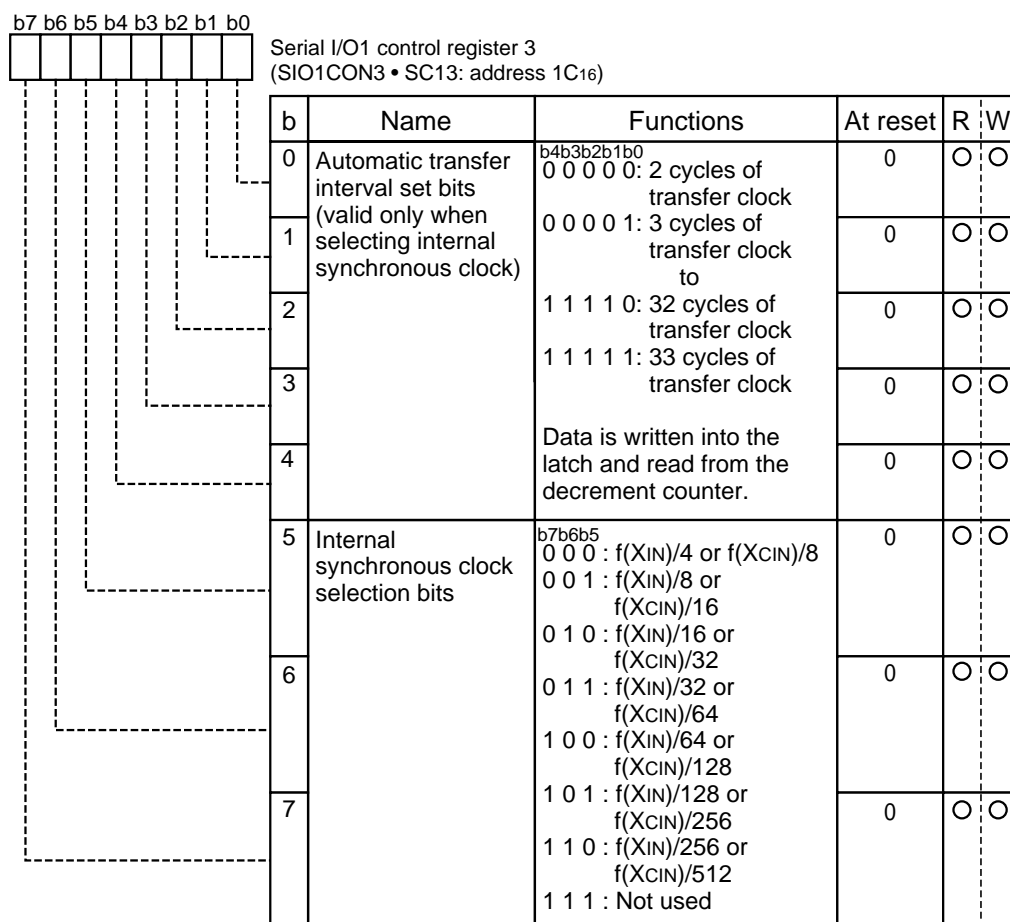 b7 b6 b5 b4 b3 b2 b1 b0
Serial I/O1 control register 3
(SIO1CON3 • SC13: address 1C16)
b Name Functions At reset R W
0 Automatic transfer
interval set bits
(valid only when
selecting internal
synchronous clock)
b4b3b2b1b0
0 0 0 0 0: 2 cycles of
transfer clock
0 0 0 0 1: 3 cycles of
transfer clock
to
1 1 1 1 0: 32 cycles of
transfer clock
1 1 1 1 1: 33 cycles of
transfer clock
Data is written into the
latch and read from the
decrement counter.
0 O O
1 0 O O
2 0 O O
3 0 O O
4 0 O O
5 Internal
synchronous clock
selection bits
b7b6b5
0 0 0 : f(XIN)/4 or f(XCIN)/8
0 0 1 : f(XIN)/8 or
f(XCIN)/16
0 1 0 : f(XIN)/16 or
f(XCIN)/32
0 1 1 : f(XIN)/32 or
f(XCIN)/64
1 0 0 : f(XIN)/64 or
f(XCIN)/128
1 0 1 : f(XIN)/128 or
f(XCIN)/256
1 1 0 : f(XIN)/256 or
f(XCIN)/512
1 1 1 : Not used
0 O O
6 0 O O
7 0 O O